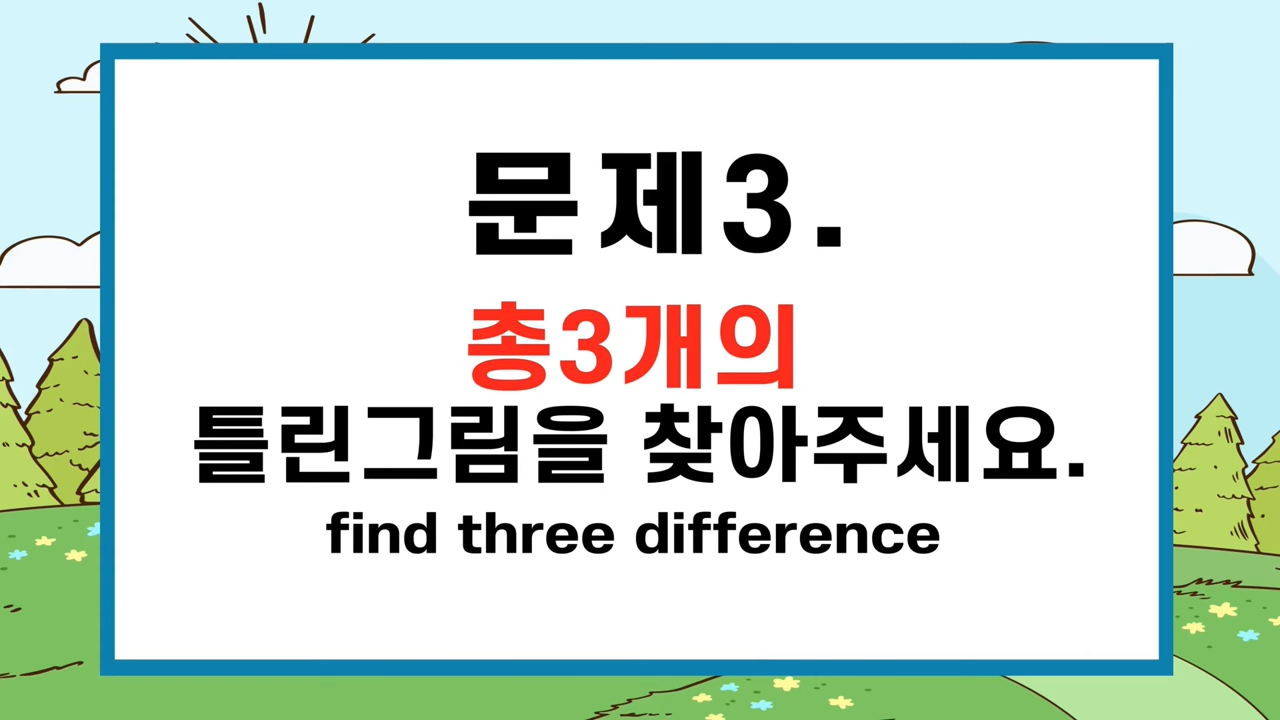 문제3.
총3개의
틀린그림을 찾아주세요.
find three difference